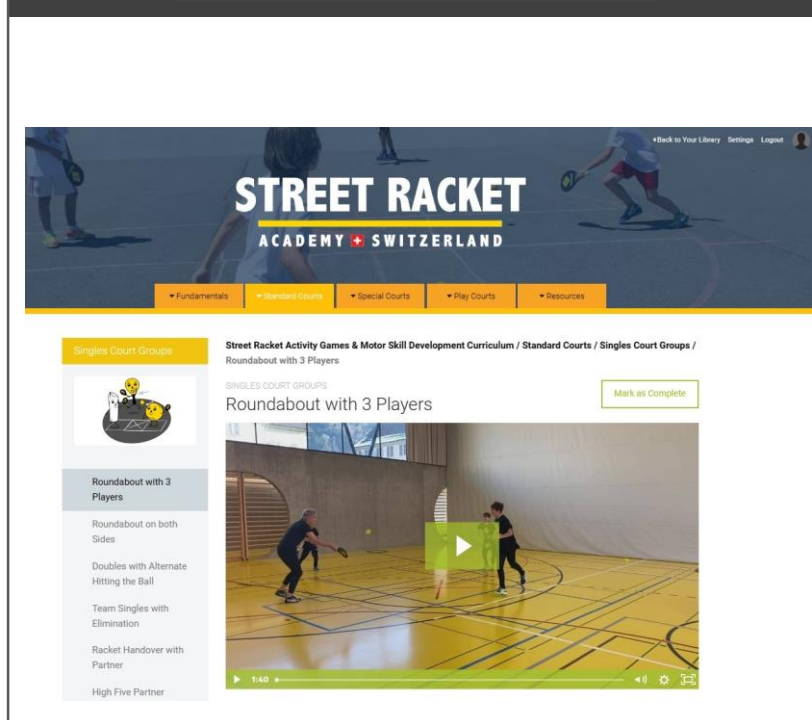 Back to Your Library Settings Logout
STREET RACKET
ACADEMY SWITZERLAND
Fundamentals Standard Courts Special Courts Play Courts Resources
Singles Court Groups
Street Racket Activity Games & Motor Skill Development Curriculum / Standard Courts / Singles Court Groups /
Roundabout with 3 Players
SINGLES COURT GROUPS
Roundabout with 3 Players
Mark as Complete
Roundabout with 3
Players
Roundabout on both
Sides
Doubles with Alternate
Hitting the Ball
Team Singles with
Elimination
Racket Handover with
Partner
High Five Partner
1:40